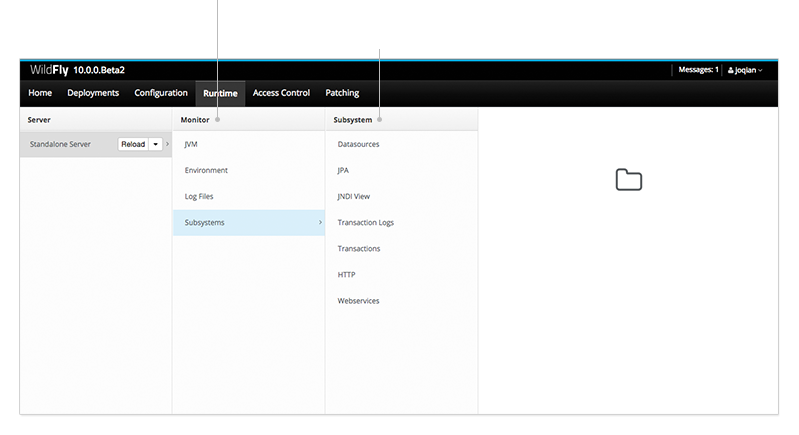 WildFly 10.0.0.Beta2 Messages: 1 joqian
Home Deployments Configuration Runtime Access Control Patching
Server Monitor Subsystem
Standalone Server Reload JVM Datasources
Environment JPA
Log Files JNDI View
Subsystems Transaction Logs
Transactions
HTTP
Webservices